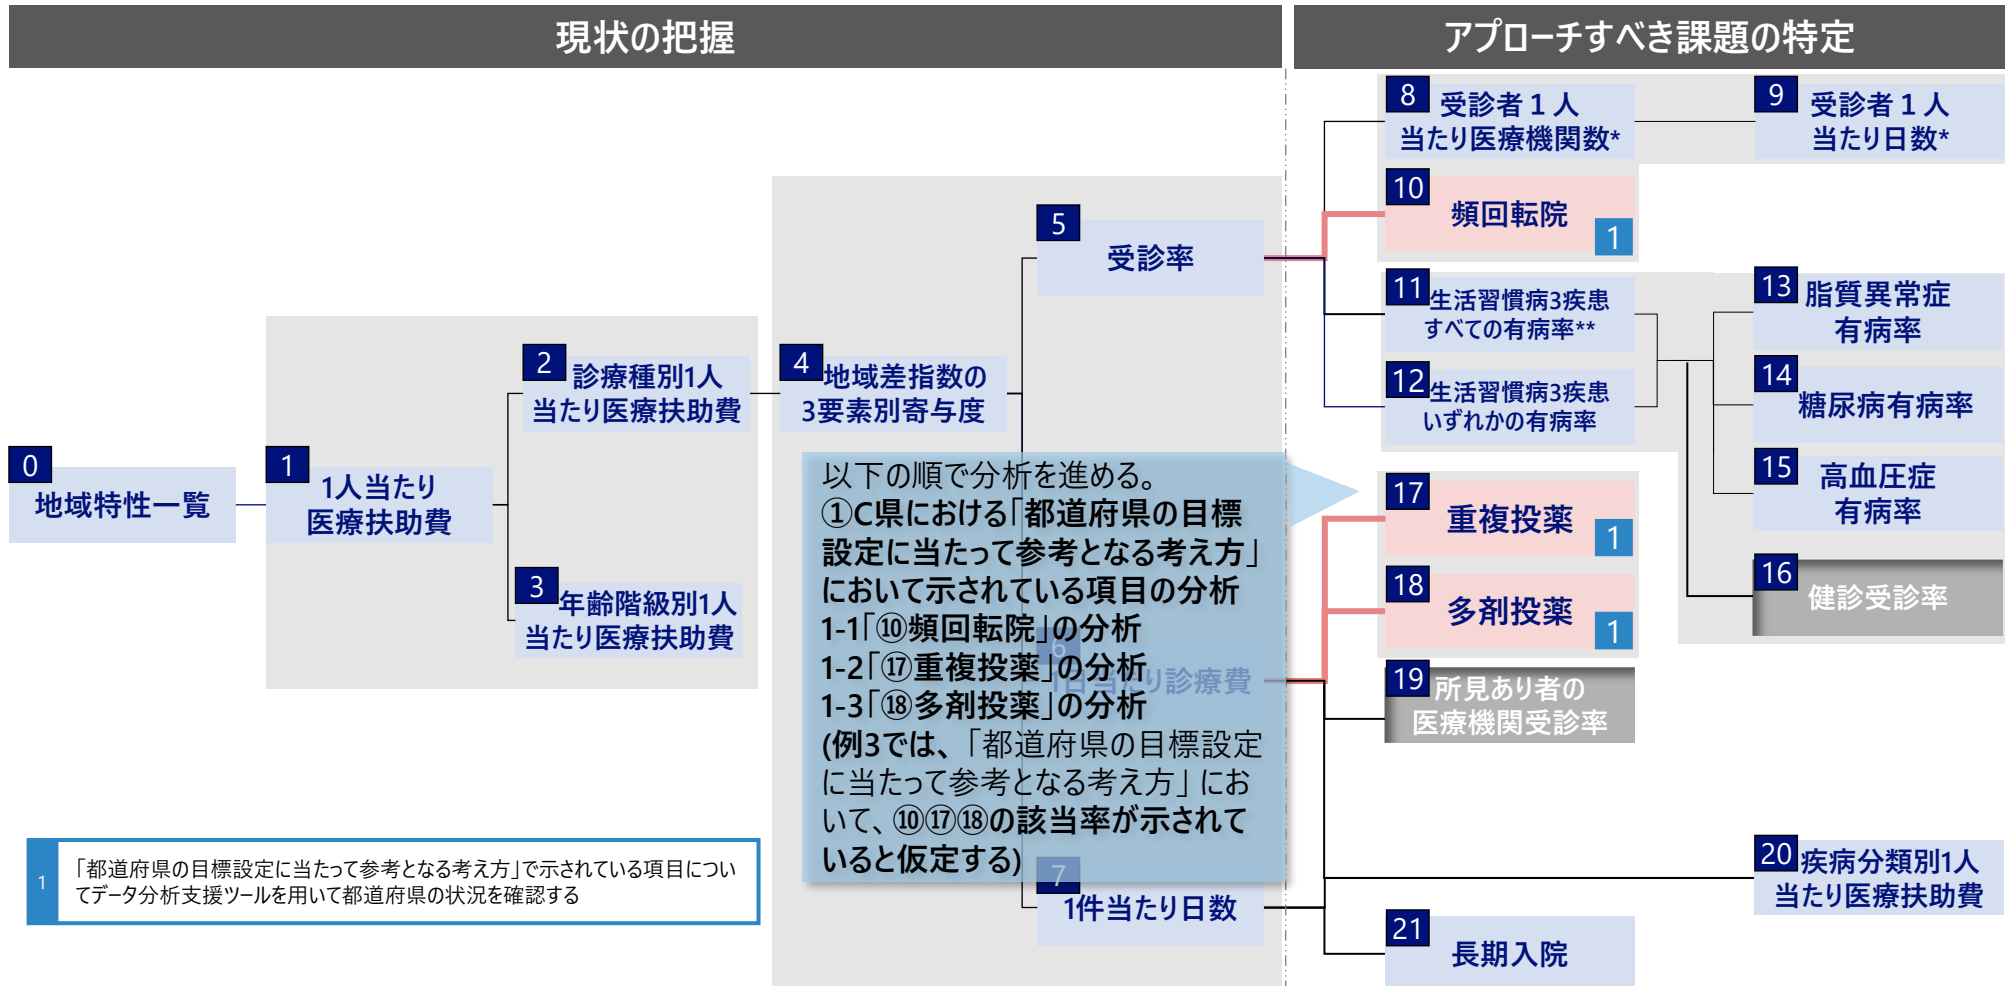 現状の把握
アプローチすべき課題の特定
0
地域特性一覧
1
1人当たり
医療扶助費
2
診療種別1人
当たり医療扶助費
3
年齢階級別1人
当たり医療扶助費
4
地域差指数の
3要素別寄与度
5
受診率
6
1日当たり診療費
7
1件当たり日数
以下の順で分析を進める。
①C県における「都道府県の目標
設定に当たって参考となる考え方」
において示されている項目の分析
1-1「⑩頻回転院」の分析
1-2「⑰重複投薬」の分析
1-3「⑱多剤投薬」の分析
(例3では、「都道府県の目標設定
に当たって参考となる考え方」にお
いて、⑩⑰⑱の該当率が示されて
いると仮定する)
8
受診者1人
当たり医療機関数*
9
受診者1人
当たり日数*
10
頻回転院
1
11
生活習慣病3疾患
すべての有病率**
12
生活習慣病3疾患
いずれかの有病率
13
脂質異常症
有病率
14
糖尿病有病率
15
高血圧症
有病率
16
健診受診率
17
重複投薬
1
18
多剤投薬
1
19
所見あり者の
医療機関受診率
20
疾病分類別1人
当たり医療扶助費
21
長期入院
1
「都道府県の目標設定に当たって参考となる考え方」で示されている項目につい
てデータ分析支援ツールを用いて都道府県の状況を確認する